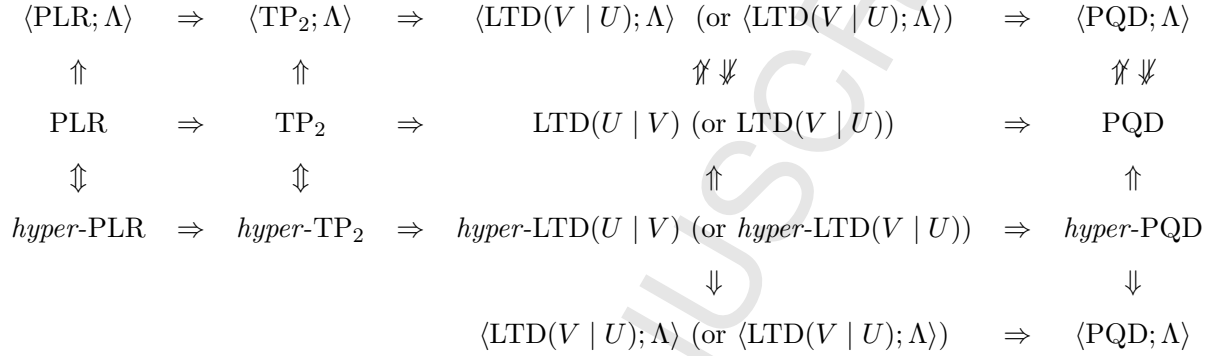 ⟨PLR; Λ⟩ ⇒ ⟨TP₂; Λ⟩ ⇒ ⟨LTD(V | U); Λ⟩ (or ⟨LTD(V | U); Λ⟩) ⇒ ⟨PQD; Λ⟩
⇑ ⇑ ⇑̸ ⇓̸ ⇑̸ ⇓̸
PLR ⇒ TP₂ ⇒ LTD(U | V) (or LTD(V | U)) ⇒ PQD
⇕ ⇕ ⇑ ⇑
hyper-PLR ⇒ hyper-TP₂ ⇒ hyper-LTD(U | V) (or hyper-LTD(V | U)) ⇒ hyper-PQD
⇓ ⇓
⟨LTD(V | U); Λ⟩ (or ⟨LTD(V | U); Λ⟩) ⇒ ⟨PQD; Λ⟩